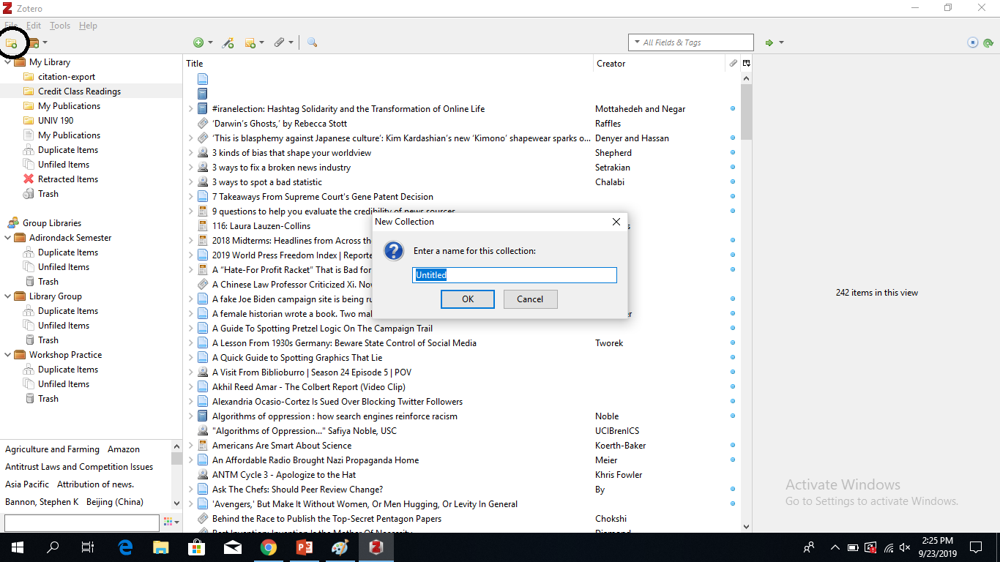 Zotero
File Edit Tools Help
All Fields & Tags
My Library
citation-export
Credit Class Readings
My Publications
UNIV 190
My Publications
Duplicate Items
Unfiled Items
Retracted Items
Trash
Group Libraries
Adirondack Semester
Duplicate Items
Unfiled Items
Trash
Library Group
Duplicate Items
Unfiled Items
Trash
Workshop Practice
Duplicate Items
Unfiled Items
Trash
Agriculture and Farming Amazon
Antitrust Laws and Competition Issues
Asia Pacific Attribution of news.
Bannon, Stephen K Beijing (China)
Title Creator
#iranelection: Hashtag Solidarity and the Transformation of Online Life Mottahedeh and Negar
‘Darwin’s Ghosts,’ by Rebecca Stott Raffles
‘This is blasphemy against Japanese culture’: Kim Kardashian’s new ‘Kimono’ shapewear sparks o... Denyer and Hassan
3 kinds of bias that shape your worldview Shepherd
3 ways to fix a broken news industry Setrakian
3 ways to spot a bad statistic Chalabi
7 Takeaways From Supreme Court's Gene Patent Decision
9 questions to help you evaluate the credibility of news sources
116: Laura Lauzen-Collins
2018 Midterms: Headlines from Across the
2019 World Press Freedom Index | Reporte
A “Hate-For Profit Racket” That is Bad for
A Chinese Law Professor Criticized Xi. Now
A fake Joe Biden campaign site is being ru
A female historian wrote a book. Two mal
A Guide To Spotting Pretzel Logic On The Campaign Trail
A Lesson From 1930s Germany: Beware State Control of Social Media Tworek
A Quick Guide to Spotting Graphics That Lie
A Visit From Biblioburro | Season 24 Episode 5 | POV
Akhil Reed Amar - The Colbert Report (Video Clip)
Alexandria Ocasio-Cortez Is Sued Over Blocking Twitter Followers
Algorithms of oppression : how search engines reinforce racism Noble
"Algorithms of Oppression..." Safiya Noble, USC UCIBrenICS
Americans Are Smart About Science Koerth-Baker
An Affordable Radio Brought Nazi Propaganda Home Meier
ANTM Cycle 3 - Apologize to the Hat Khris Fowler
Ask The Chefs: Should Peer Review Change? By
'Avengers,' But Make It Without Women, Or Men Hugging, Or Levity In General
Behind the Race to Publish the Top-Secret Pentagon Papers Chokshi
Best Invention: Invention Is the Mother Of Necessity Diamond
New Collection
Enter a name for this collection:
Untitled
OK Cancel
242 items in this view
Activate Windows
Go to Settings to activate Windows.
2:25 PM
9/23/2019